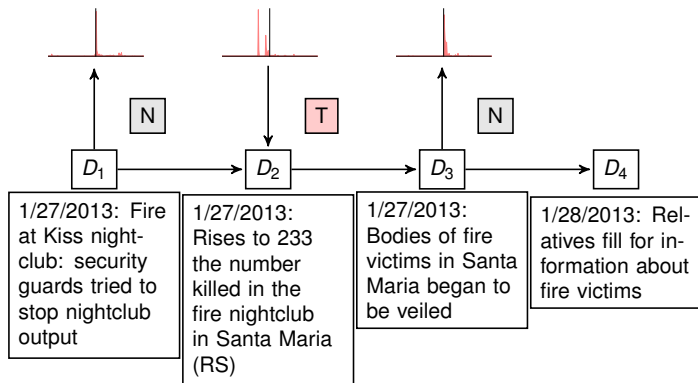 N
T
N
D1
D2
D3
D4
1/27/2013: Fire
at Kiss night-
club: security
guards tried to
stop nightclub
output
1/27/2013:
Rises to 233
the number
killed in the
fire nightclub
in Santa Maria
(RS)
1/27/2013:
Bodies of fire
victims in Santa
Maria began to
be veiled
1/28/2013: Rel-
atives fill for in-
formation about
fire victims